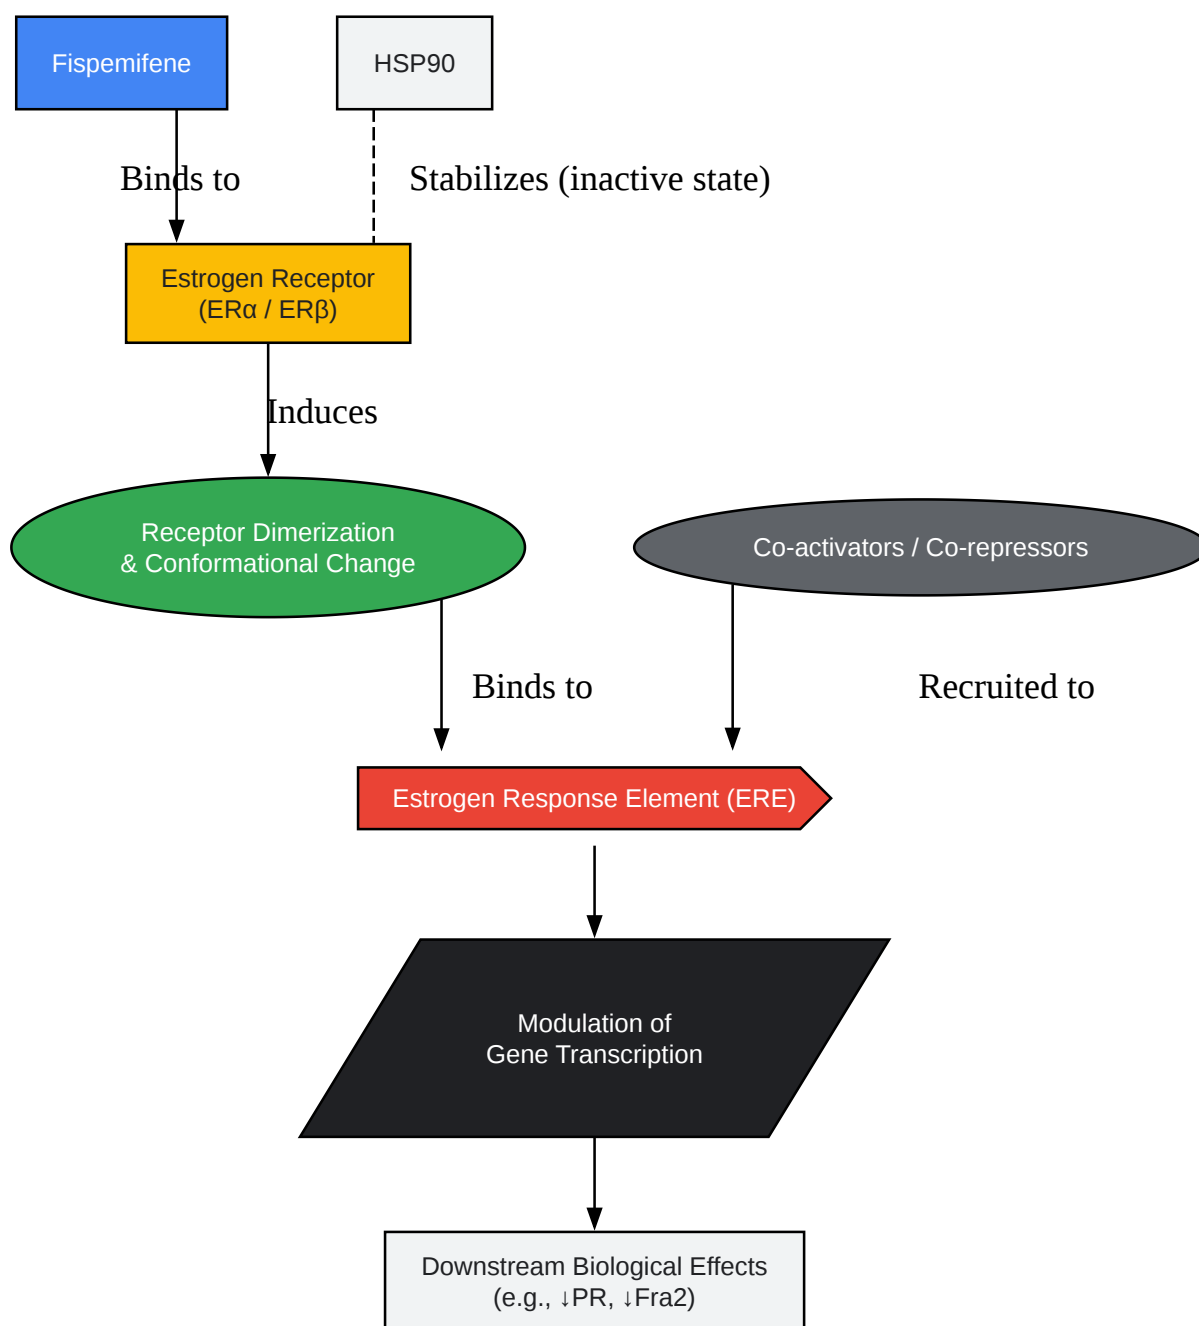 Fispemifene
HSP90
Binds to
Stabilizes (inactive state)
Estrogen Receptor
(ERα / ERβ)
Induces
Receptor Dimerization
& Conformational Change
Co-activators / Co-repressors
Binds to
Recruited to
Estrogen Response Element (ERE)
Modulation of
Gene Transcription
Downstream Biological Effects
(e.g., ↓PR, ↓Fra2)